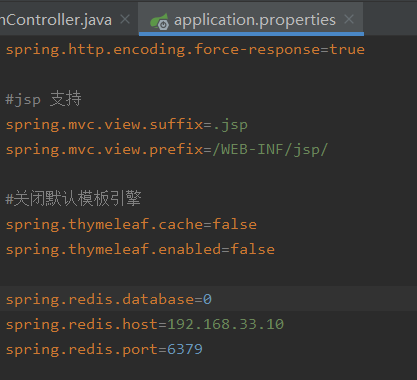 nController.java
application.properties
spring.http.encoding.force-response=true
#jsp 支持
spring.mvc.view.suffix=.jsp
spring.mvc.view.prefix=/WEB-INF/jsp/
#关闭默认模板引擎
spring.thymeleaf.cache=false
spring.thymeleaf.enabled=false
spring.redis.database=0
spring.redis.host=192.168.33.10
spring.redis.port=6379